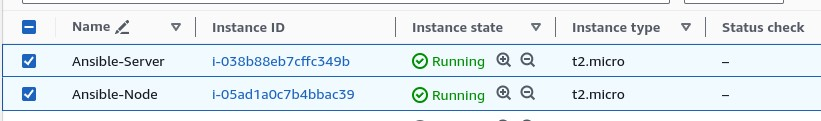 Name Instance ID Instance state Instance type Status check
Ansible-Server i-038b88eb7cffc349b Running t2.micro –
Ansible-Node i-05ad1a0c7b4bbac39 Running t2.micro –